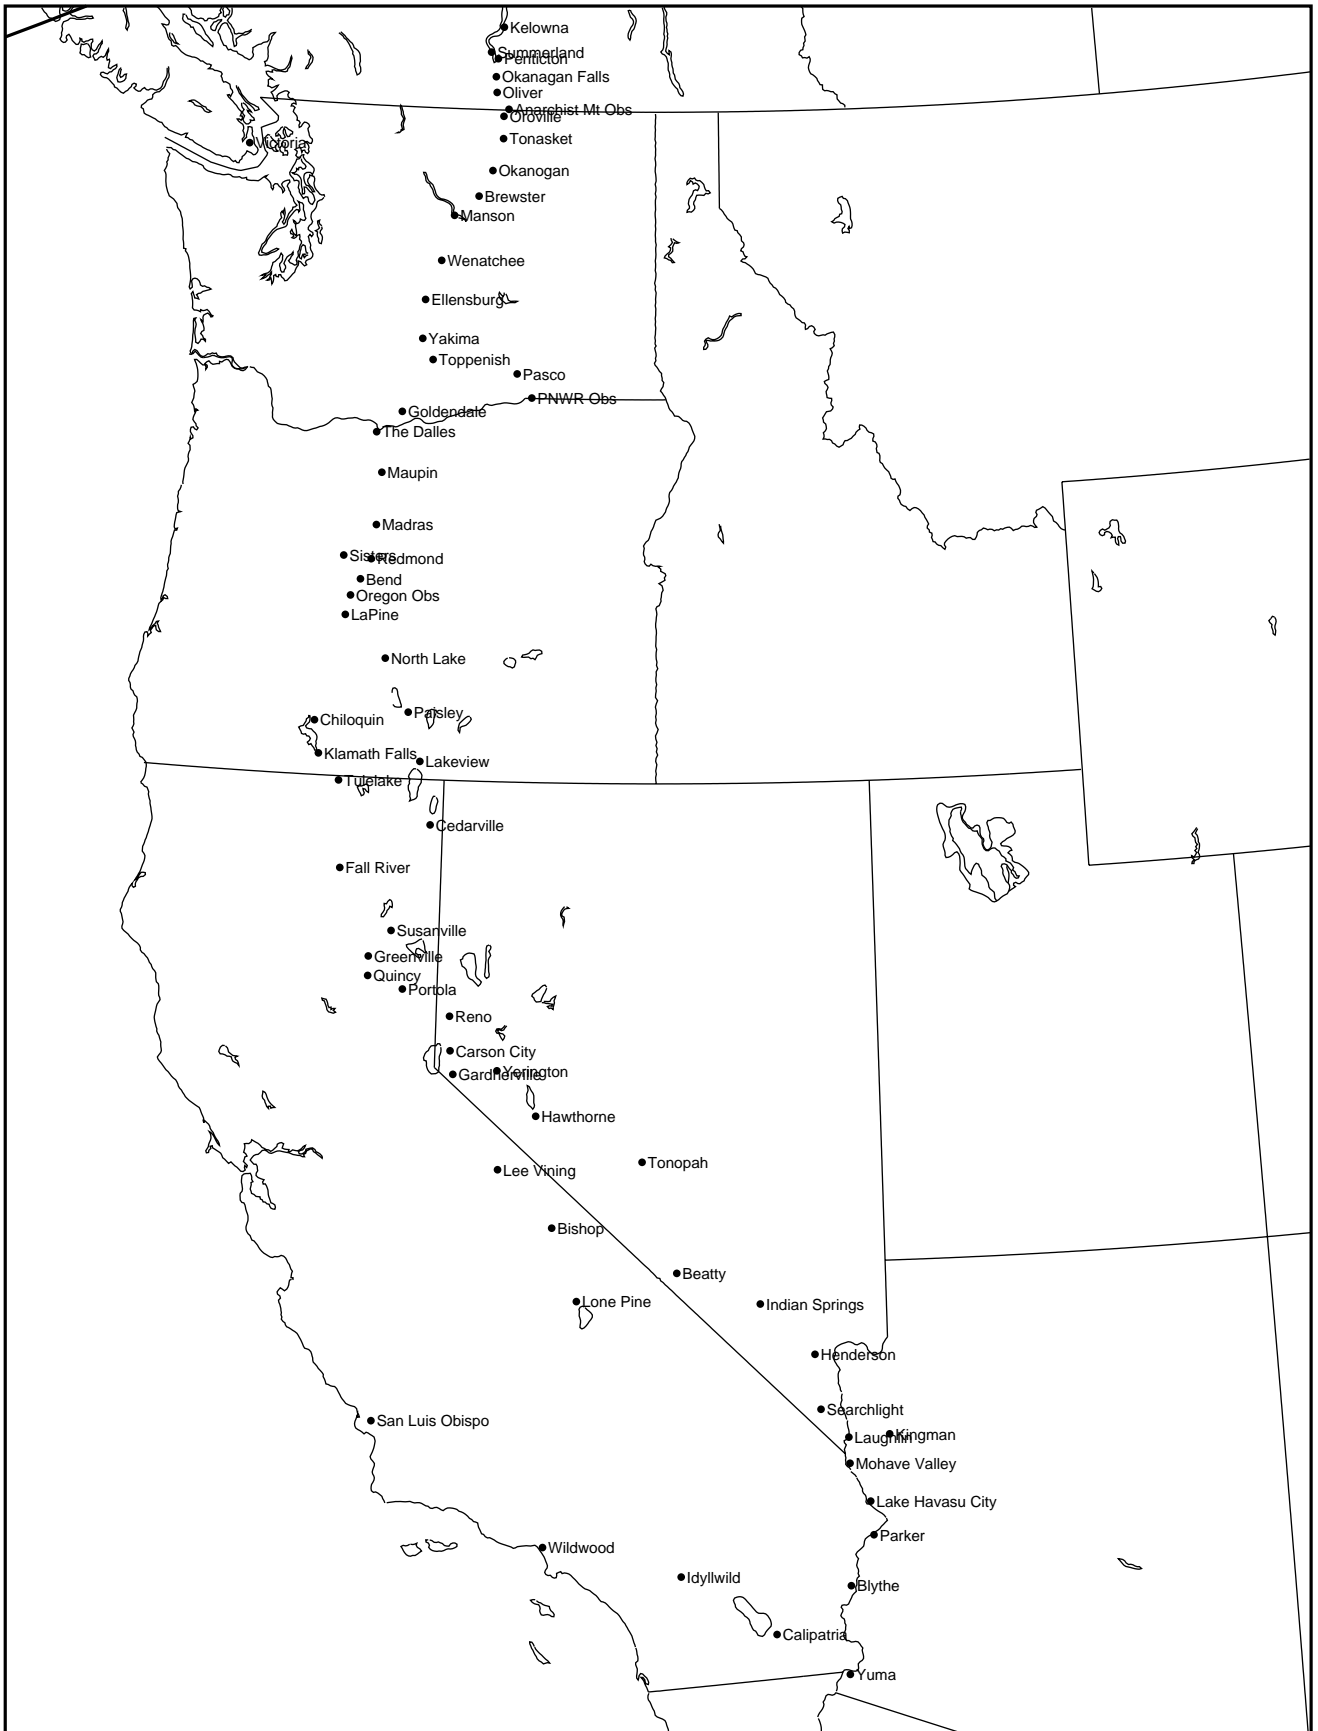 Kelowna
Summerland
Penticton
Okanagan Falls
Oliver
Anarchist Mt Obs
Oroville
Tonasket
Victoria
Okanogan
Brewster
Manson
Wenatchee
Ellensburg
Yakima
Toppenish
Pasco
PNWR Obs
Goldendale
The Dalles
Maupin
Madras
Sisters
Redmond
Bend
Oregon Obs
LaPine
North Lake
Paisley
Chiloquin
Klamath Falls
Lakeview
Tulelake
Cedarville
Fall River
Susanville
Greenville
Quincy
Portola
Reno
Carson City
Yerington
Gardnerville
Hawthorne
Tonopah
Lee Vining
Bishop
Beatty
Lone Pine
Indian Springs
Henderson
Searchlight
San Luis Obispo
Kingman
Laughlin
Mohave Valley
Lake Havasu City
Parker
Wildwood
Idyllwild
Blythe
Calipatria
Yuma